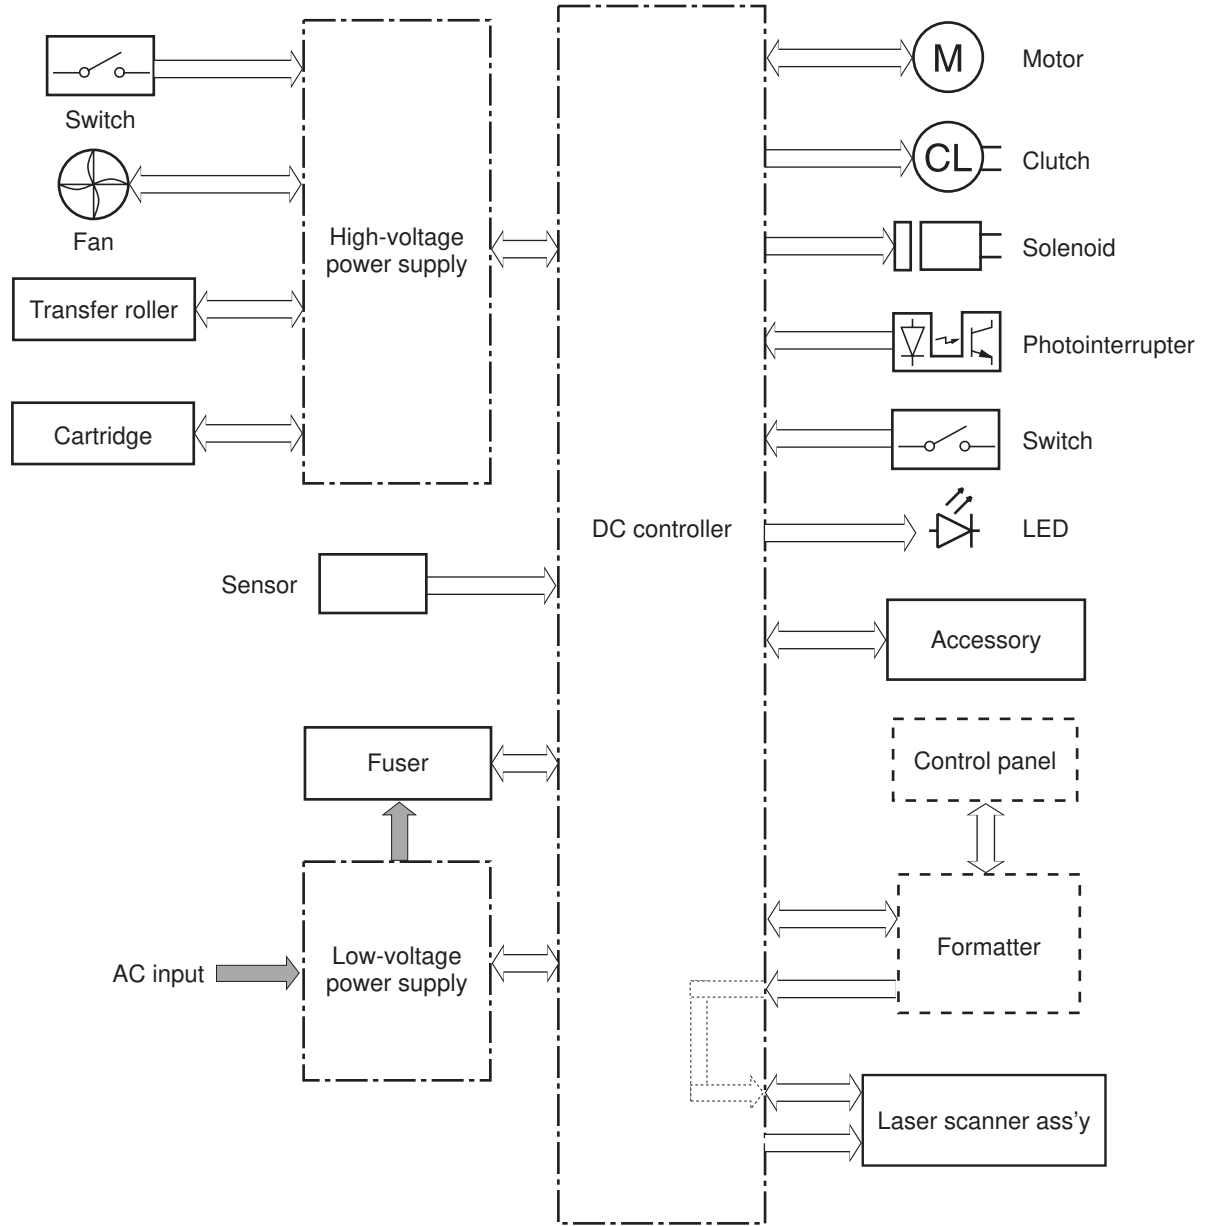 Switch
Fan
Transfer roller
Cartridge
High-voltage
power supply
Sensor
Fuser
AC input
Low-voltage
power supply
DC controller
M
Motor
CL
Clutch
Solenoid
Photointerrupter
Switch
LED
Accessory
Control panel
Formatter
Laser scanner ass'y